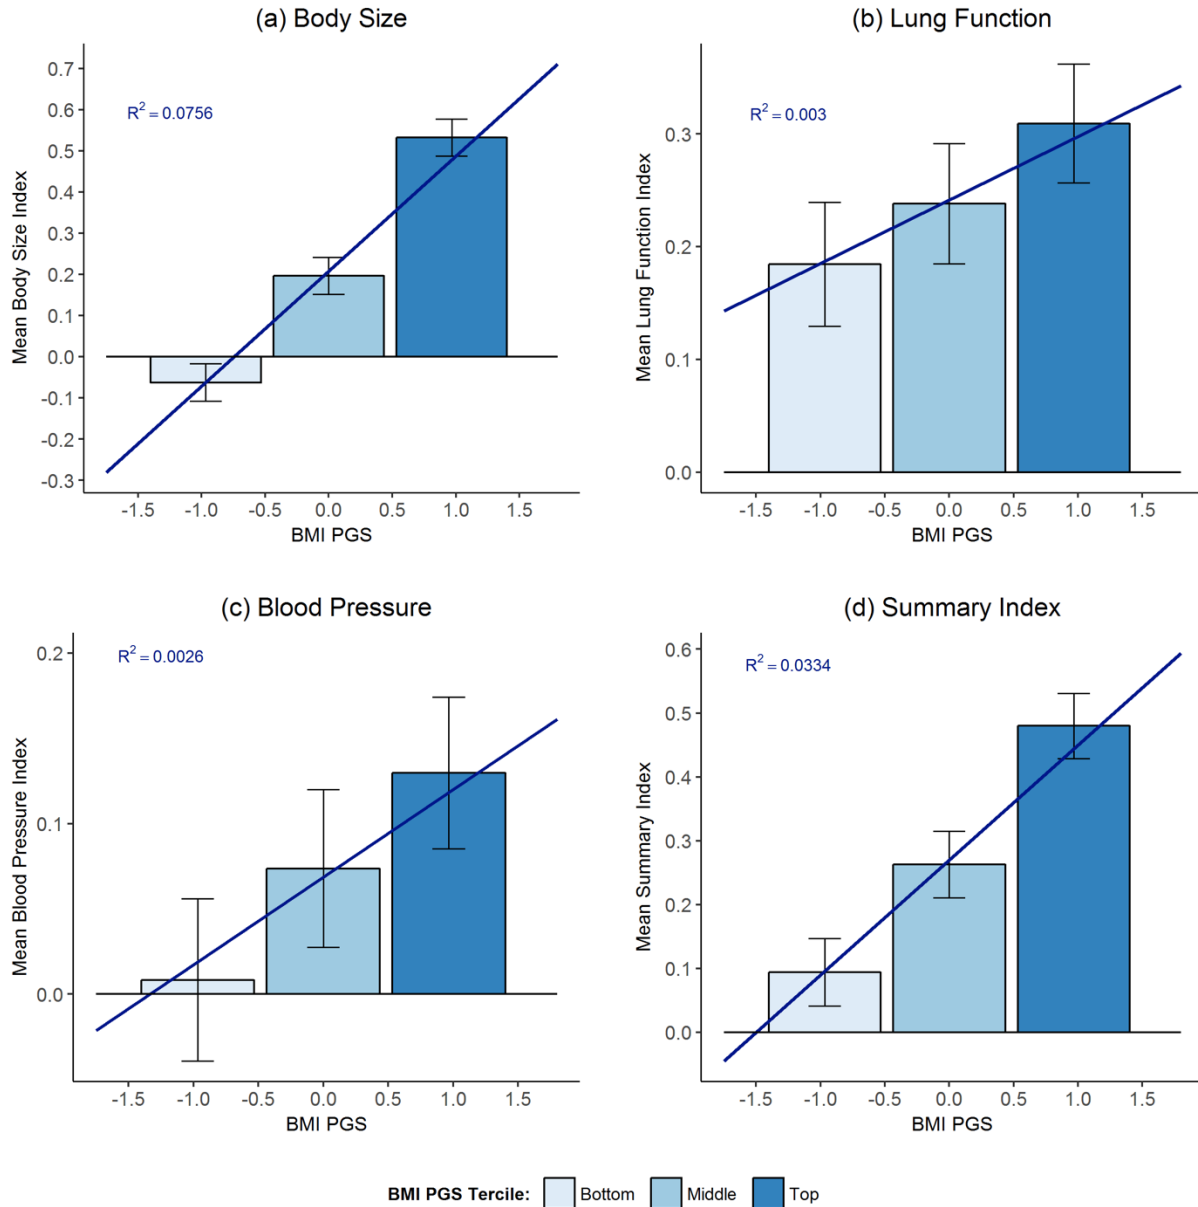 (a) Body Size
R² = 0.0756
Mean Body Size Index
0.7
0.6
0.5
0.4
0.3
0.2
0.1
0.0
-0.1
-0.2
-0.3
-1.5 -1.0 -0.5 0.0 0.5 1.0 1.5
BMI PGS
(b) Lung Function
R² = 0.003
Mean Lung Function Index
0.3
0.2
0.1
0.0
-1.5 -1.0 -0.5 0.0 0.5 1.0 1.5
BMI PGS
(c) Blood Pressure
R² = 0.0026
Mean Blood Pressure Index
0.2
0.1
0.0
-1.5 -1.0 -0.5 0.0 0.5 1.0 1.5
BMI PGS
(d) Summary Index
R² = 0.0334
Mean Summary Index
0.6
0.5
0.4
0.3
0.2
0.1
0.0
-1.5 -1.0 -0.5 0.0 0.5 1.0 1.5
BMI PGS
BMI PGS Tercile: Bottom Middle Top